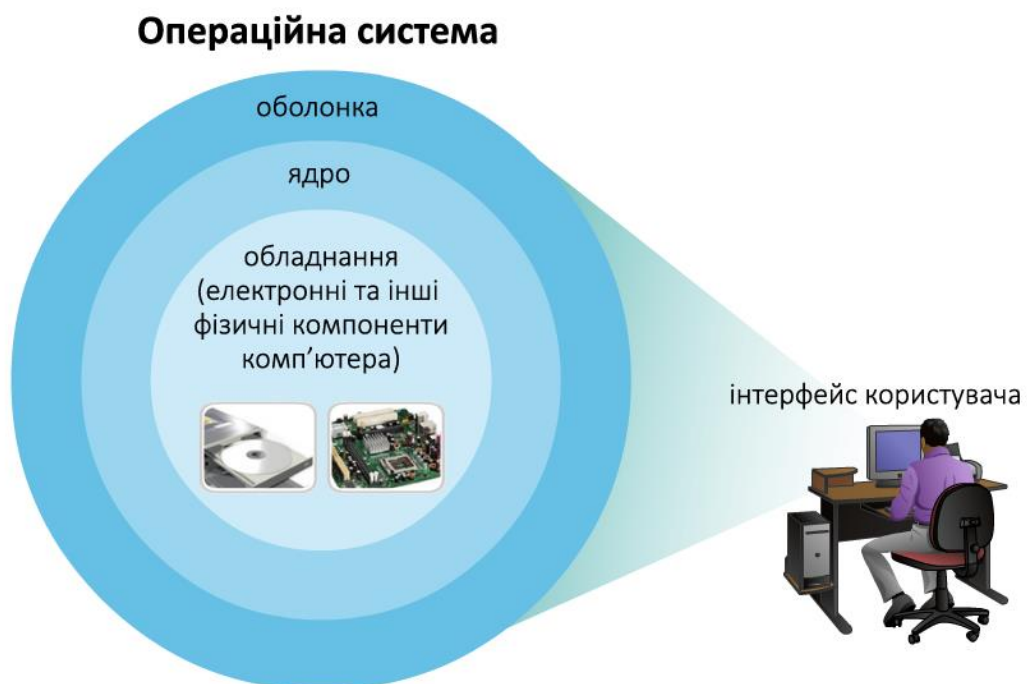 Операційна система
оболонка
ядро
обладнання
(електронні та інші
фізичні компоненти
комп’ютера)
інтерфейс користувача